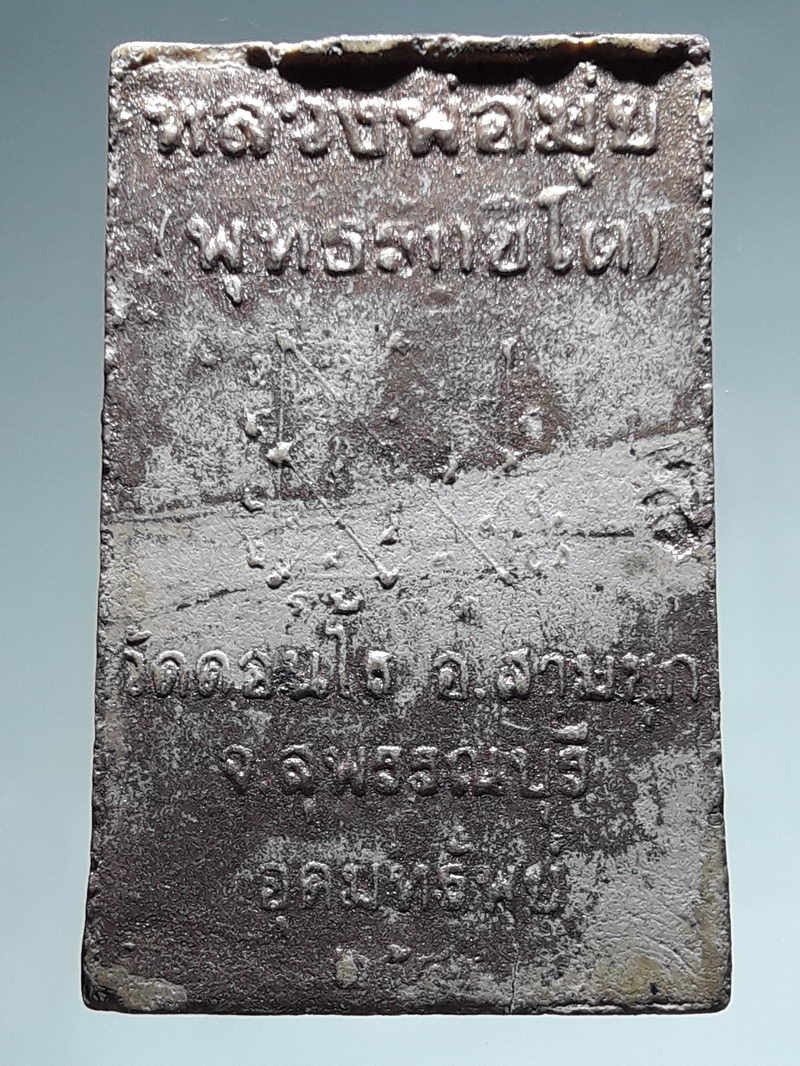 หลวงพ่อมุ่ย
(พุทธรักขิโต)
วัดดอนไร่ อ.สามชุก
จ.สุพรรณบุรี
อุดมทรัพย์